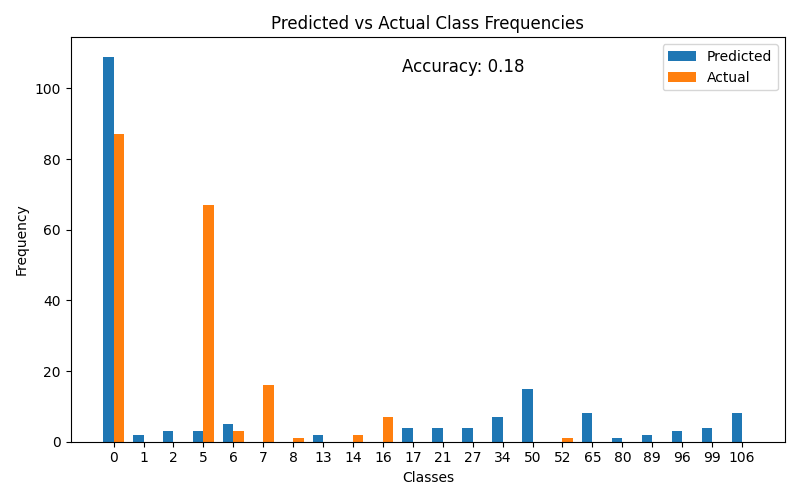 Predicted vs Actual Class Frequencies
Accuracy: 0.18
Predicted
Actual
Frequency
100
80
60
40
20
0
0 1 2 5 6 7 8 13 14 16 17 21 27 34 50 52 65 80 89 96 99 106
Classes